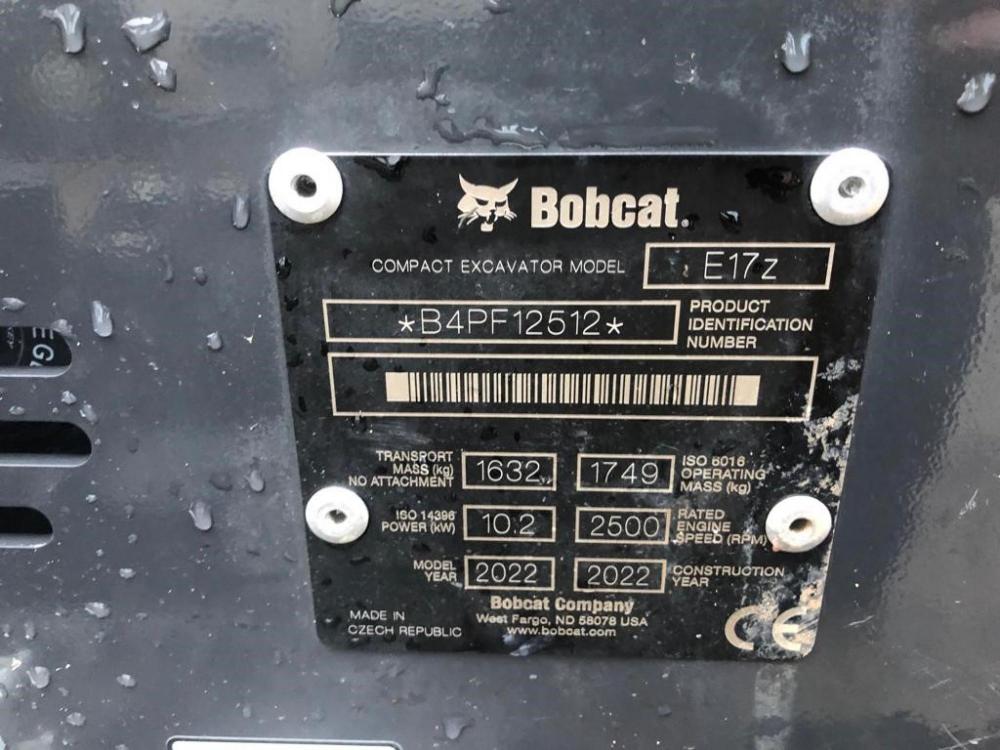 Bobcat.
COMPACT EXCAVATOR MODEL E17z
*B4PF12512* PRODUCT IDENTIFICATION NUMBER
TRANSPORT MASS (kg) NO ATTACHMENT 1632
1749 ISO 6016 OPERATING MASS (kg)
ISO 14396 POWER (kW) 10.2
2500 RATED ENGINE SPEED (RPM)
MODEL YEAR 2022
2022 CONSTRUCTION YEAR
Bobcat Company
West Fargo, ND 58078 USA
www.bobcat.com
MADE IN
CZECH REPUBLIC
CE